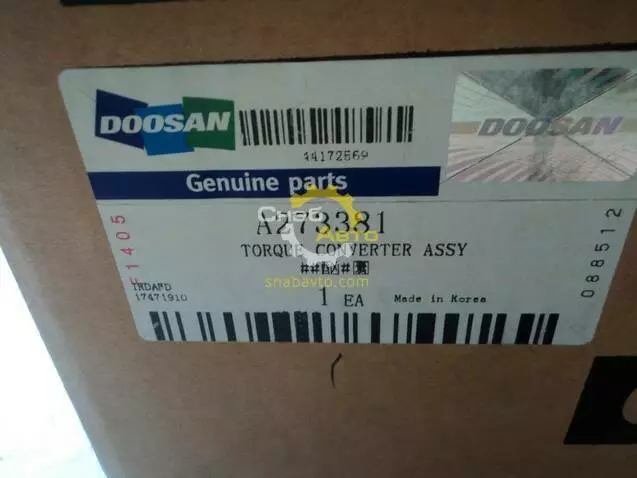 DOOSAN
44172569
DOOSAN
Genuine parts
A273381
СНАБ
АВТО
TORQUE CONVERTER ASSY
snabavto.com
1 EA
Made in Korea
F1405
088512
17471910